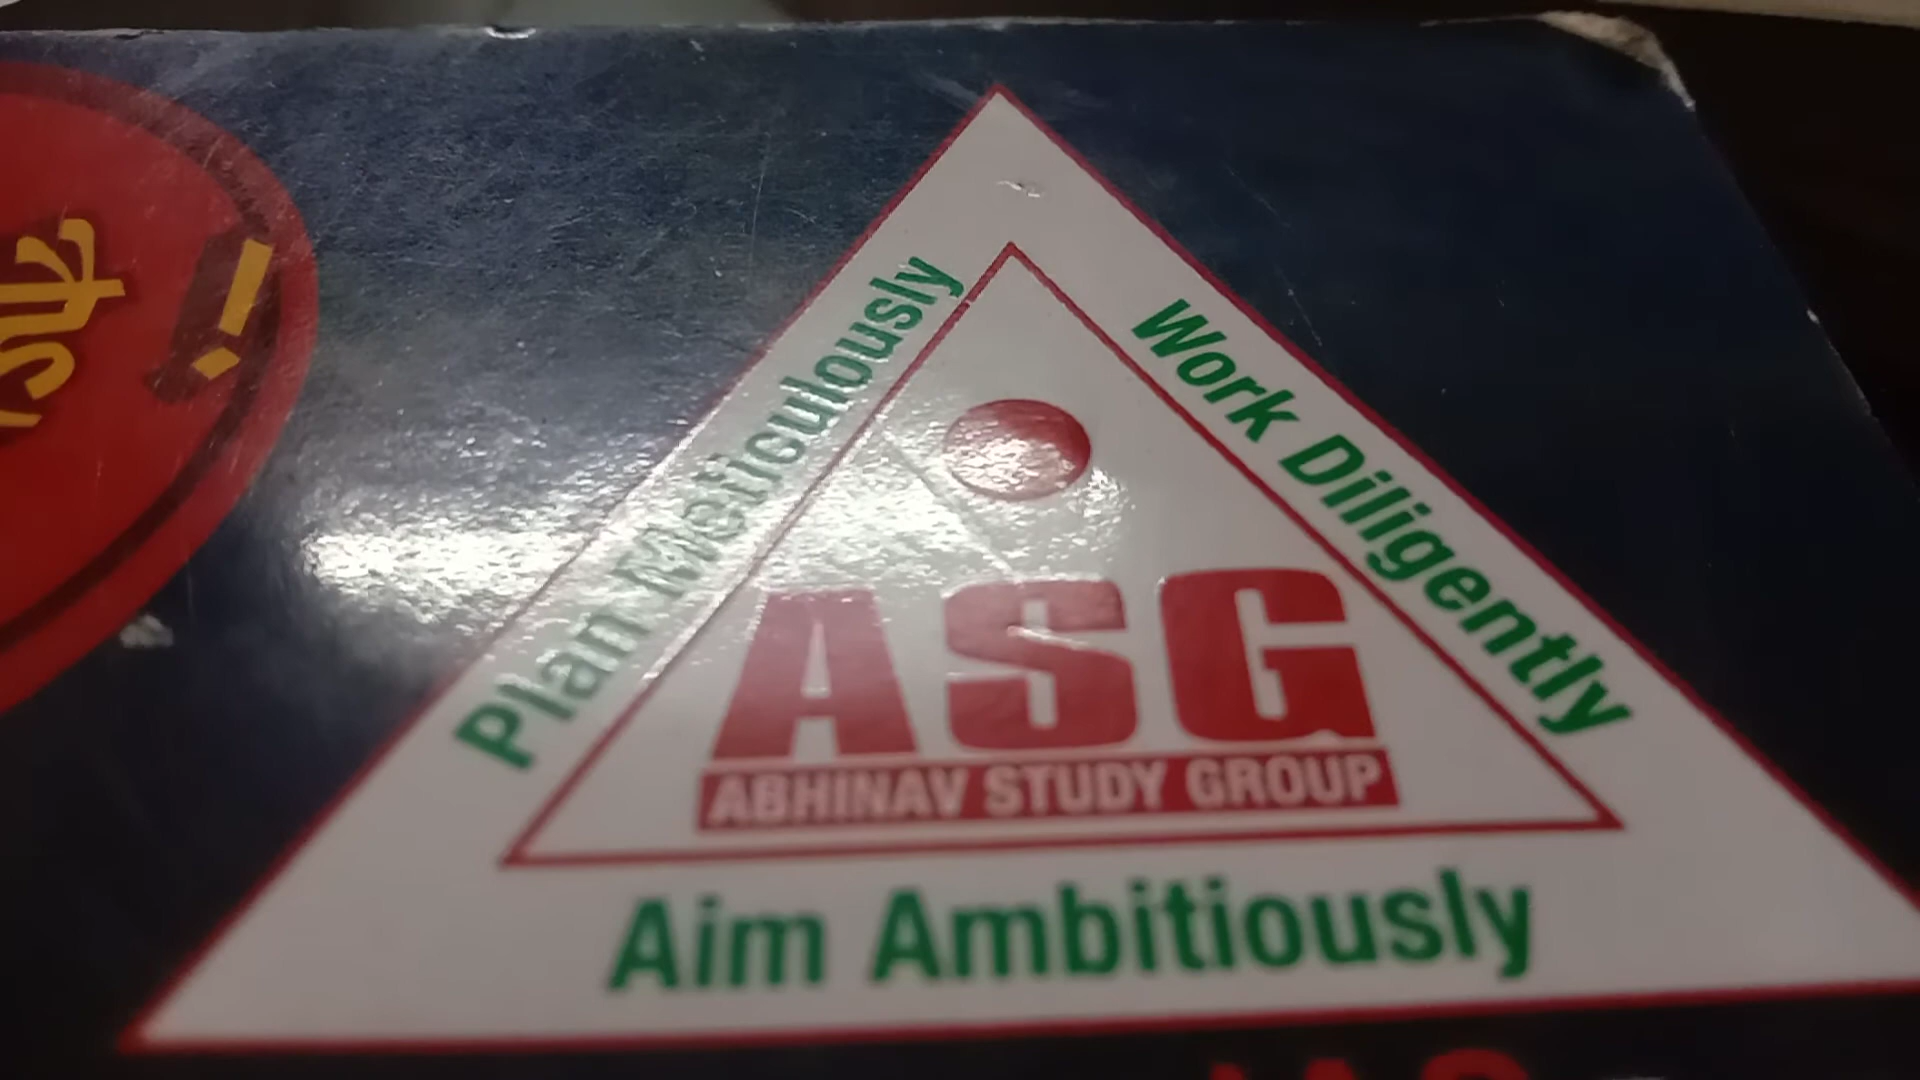 Plan Meticulously
Work Diligently
ASG
ABHINAV STUDY GROUP
Aim Ambitiously